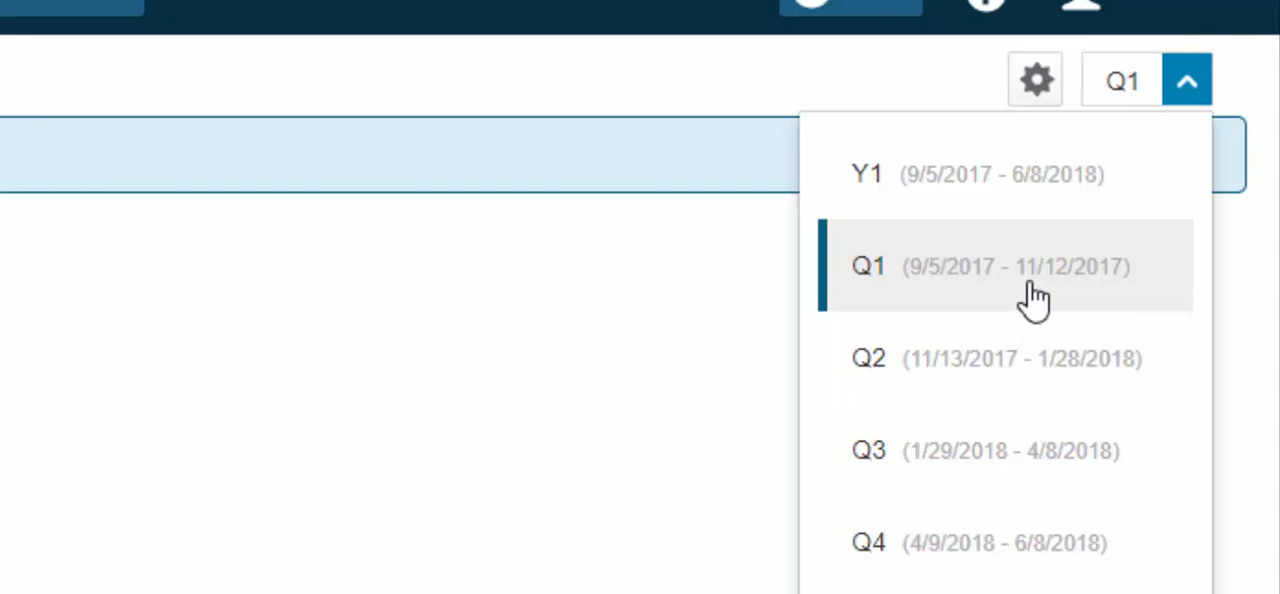 Q1
Y1 (9/5/2017 - 6/8/2018)
Q1 (9/5/2017 - 11/12/2017)
Q2 (11/13/2017 - 1/28/2018)
Q3 (1/29/2018 - 4/8/2018)
Q4 (4/9/2018 - 6/8/2018)